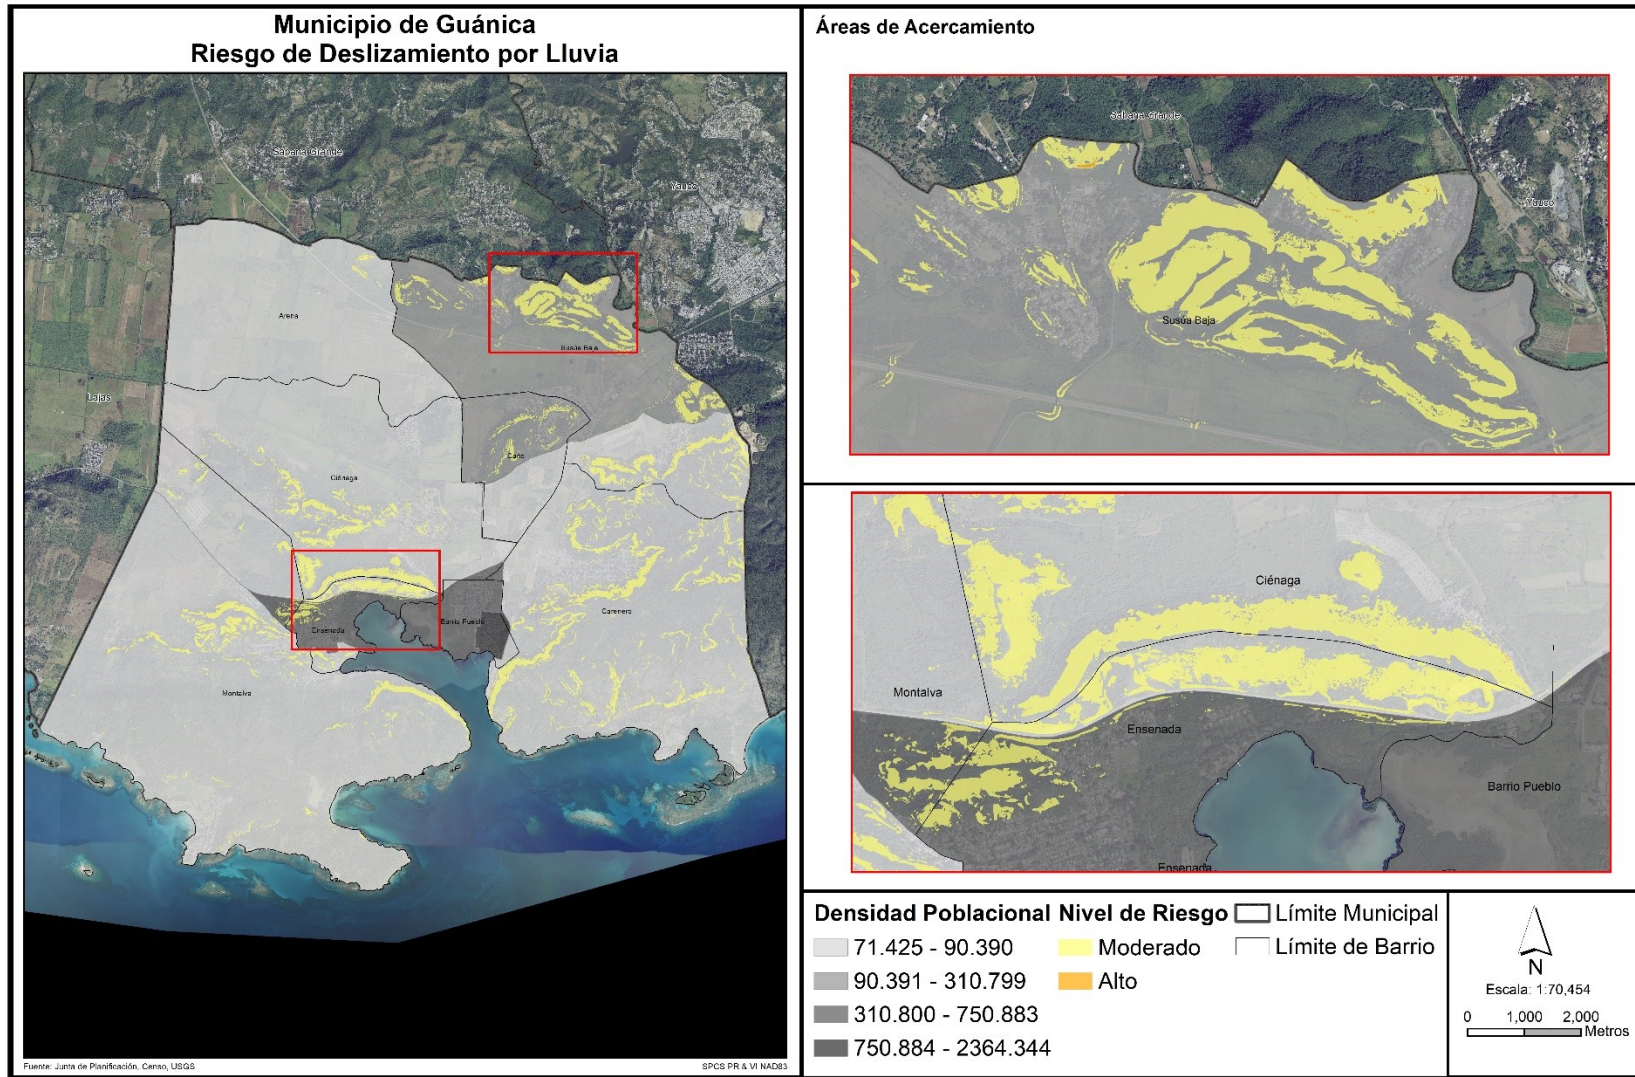 Municipio de Guánica
Riesgo de Deslizamiento por Lluvia
Sabana Grande
Yauco
Arena
Susúa Baja
Lajas
Caño
Ciénaga
Carenero
Ensenada
Barrio Pueblo
Montalva
Fuente: Junta de Planificación, Censo, USGS
SPCS PR & VI NAD83
Áreas de Acercamiento
Sabana Grande
Yauco
Susúa Baja
Ciénaga
Montalva
Ensenada
Barrio Pueblo
Ensenada
Densidad Poblacional
71.425 - 90.390
90.391 - 310.799
310.800 - 750.883
750.884 - 2364.344
Nivel de Riesgo
Moderado
Alto
Límite Municipal
Límite de Barrio
N
Escala: 1:70,454
0 1,000 2,000
Metros